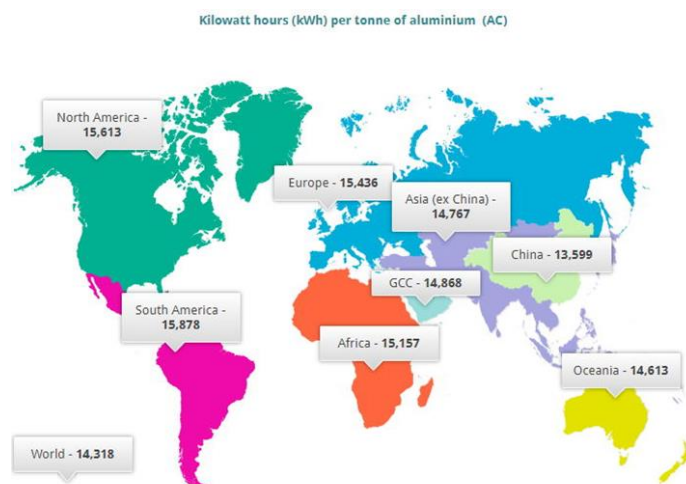 Kilowatt hours (kWh) per tonne of aluminium (AC)
North America -
15,613
Europe - 15,436
Asia (ex China) -
14,767
China - 13,599
GCC - 14,868
South America -
15,878
Africa - 15,157
Oceania - 14,613
World - 14,318